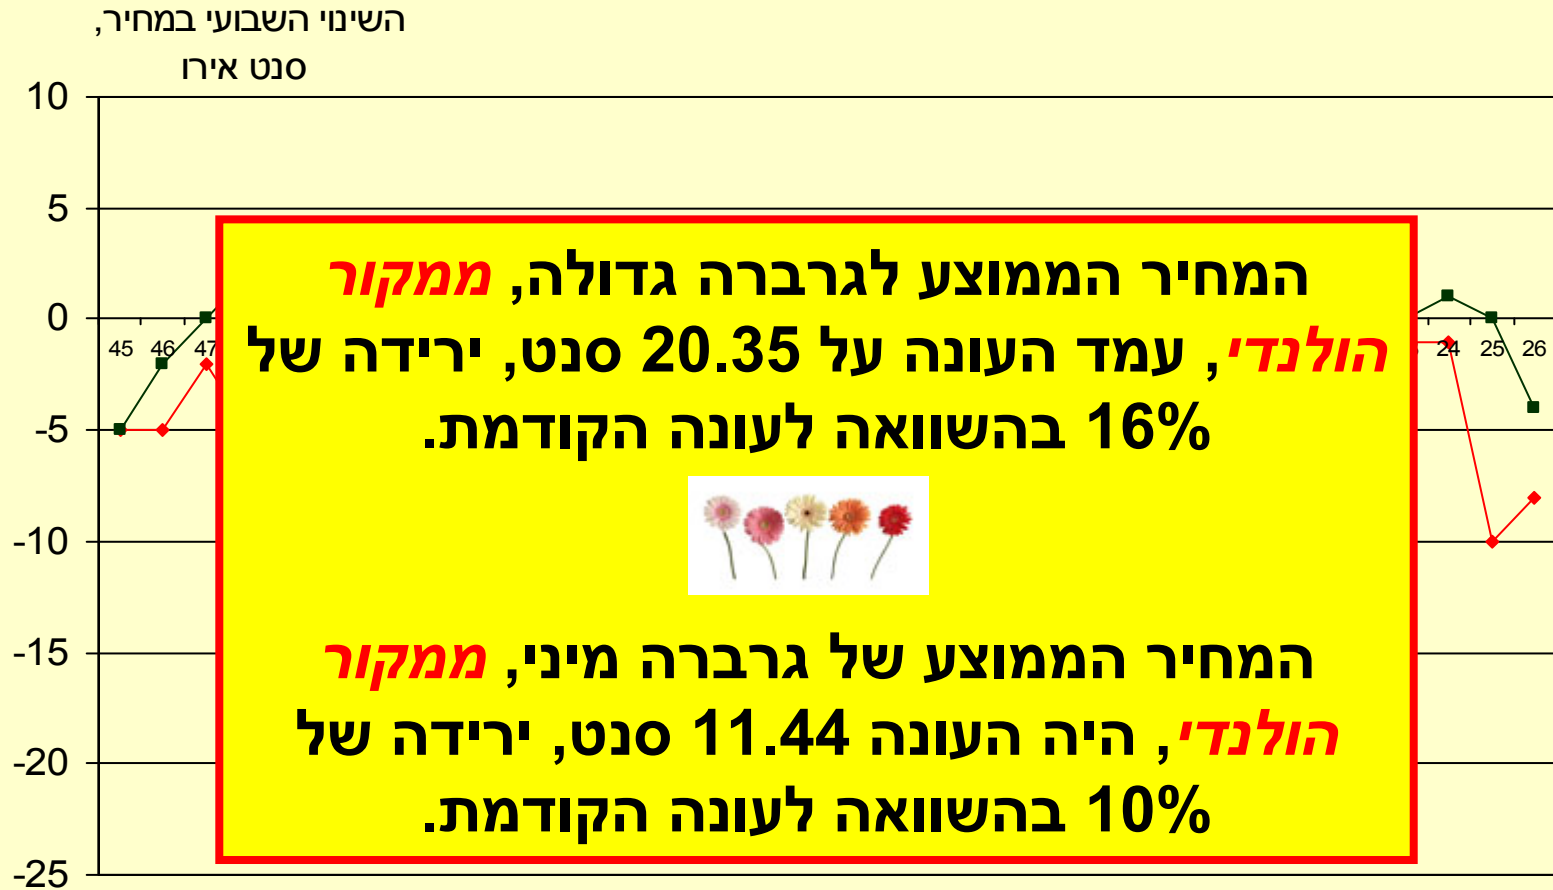 השינוי השבועי במחיר,
סנט אירו
10
5
0
-5
-10
-15
-20
-25
45 46 47 24 25 26
המחיר הממוצע לגרברה גדולה, ממקור
הולנדי, עמד העונה על 20.35 סנט, ירידה של
16% בהשוואה לעונה הקודמת.
המחיר הממוצע של גרברה מיני, ממקור
הולנדי, היה העונה 11.44 סנט, ירידה של
10% בהשוואה לעונה הקודמת.